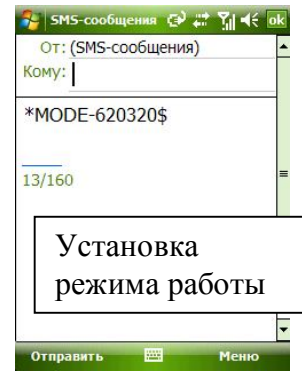 SMS-сообщения ok
От: (SMS-сообщения)
Кому:
*MODE-620320$
13/160
Установка
режима работы
Отправить Меню